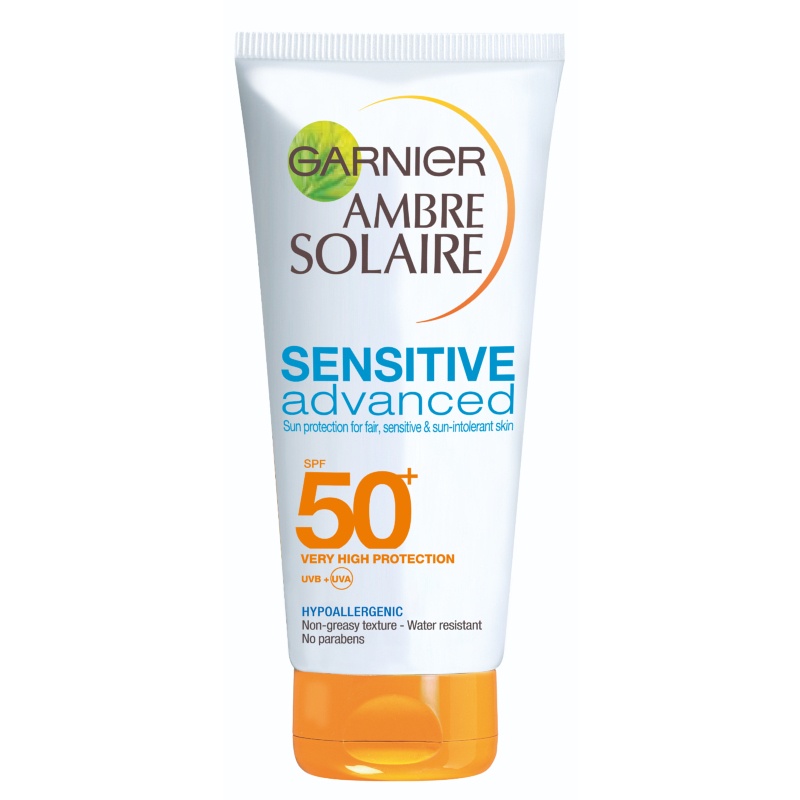 GARNIER
AMBRE
SOLAIRE
SENSITIVE
advanced
Sun protection for fair, sensitive & sun-intolerant skin
SPF
50+
VERY HIGH PROTECTION
UVB + UVA
HYPOALLERGENIC
Non-greasy texture - Water resistant
No parabens